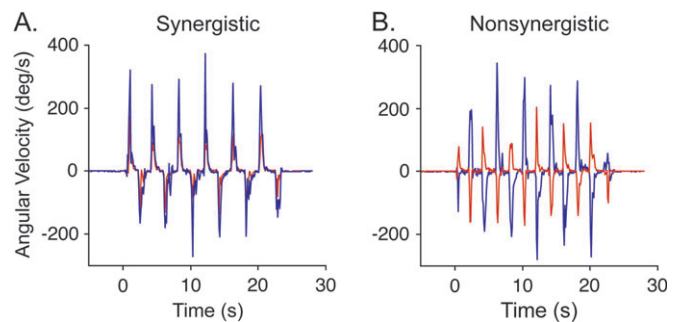 A. Synergistic
B. Nonsynergistic
Angular Velocity (deg/s)
400
200
0
-200
0 10 20 30
Time (s)
400
200
0
-200
0 10 20 30
Time (s)